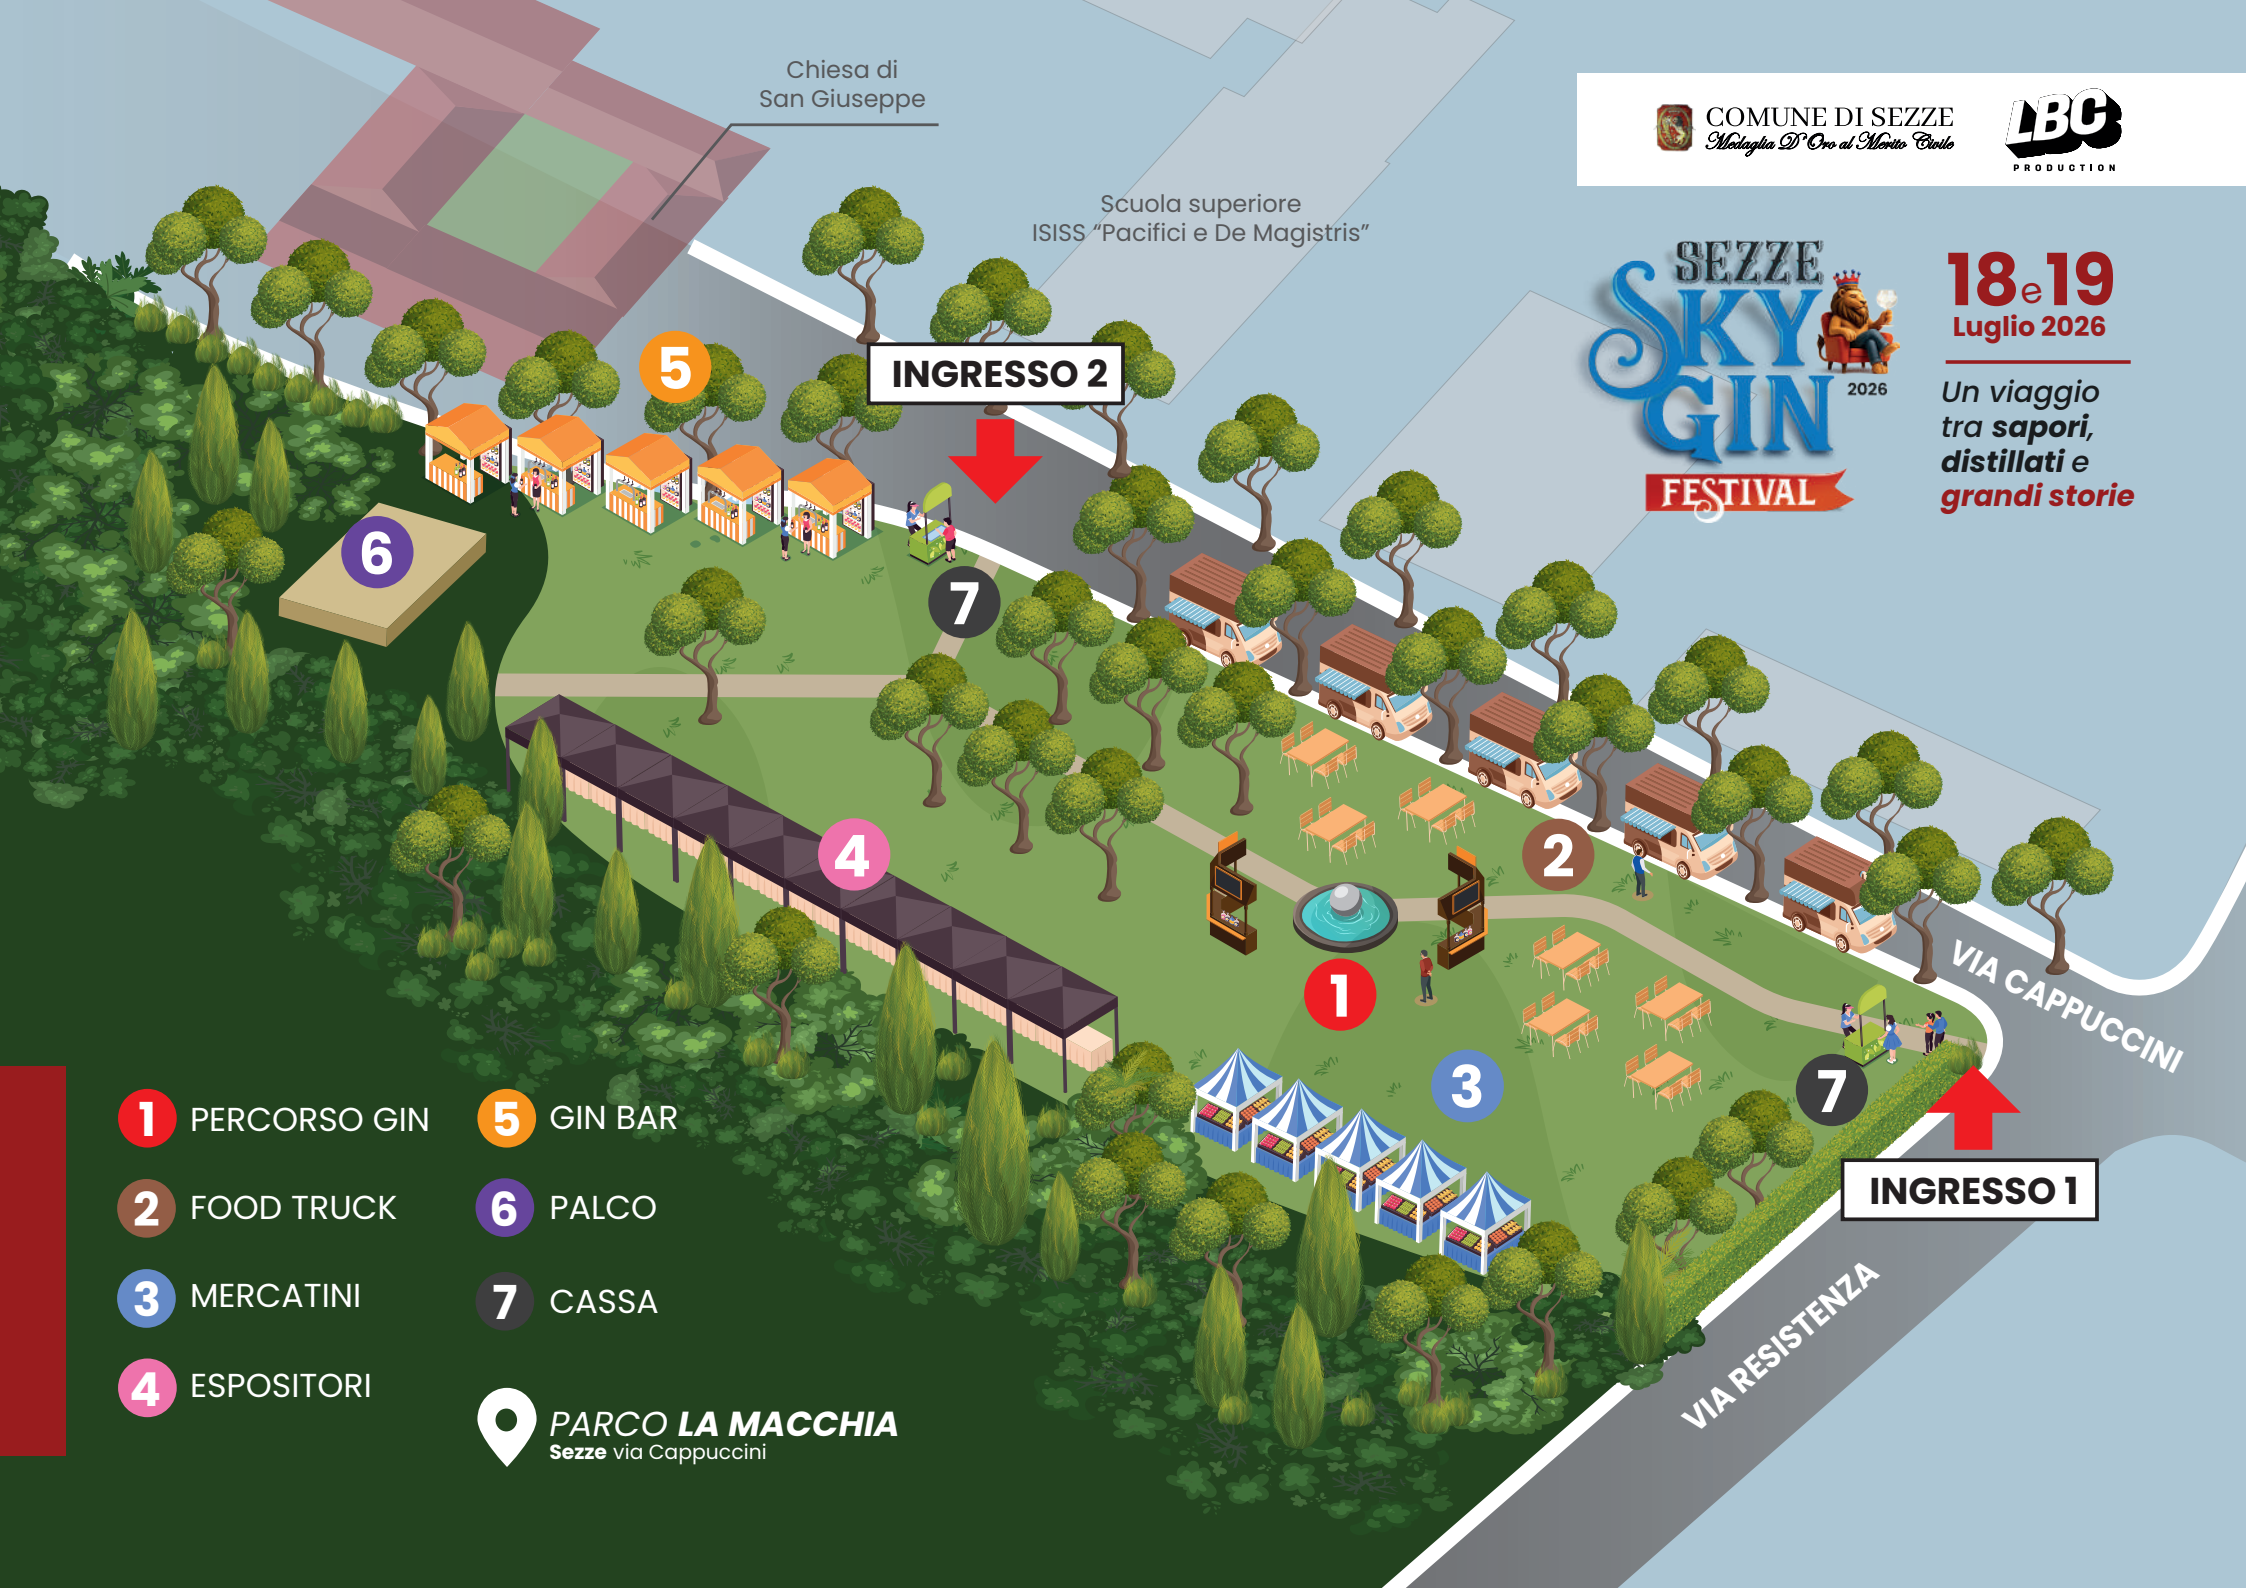 Chiesa di
San Giuseppe
Scuola superiore
ISISS “Pacifici e De Magistris”
COMUNE DI SEZZE
Medaglia D'Oro al Merito Civile
LBC
PRODUCTION
SEZZE
SKY
GIN
2026
FESTIVAL
18 e 19
Luglio 2026
Un viaggio
tra sapori,
distillati e
grandi storie
5
INGRESSO 2
6
7
4
2
1
3
7
VIA CAPPUCCINI
INGRESSO 1
VIA RESISTENZA
1 PERCORSO GIN
2 FOOD TRUCK
3 MERCATINI
4 ESPOSITORI
5 GIN BAR
6 PALCO
7 CASSA
PARCO LA MACCHIA
Sezze via Cappuccini